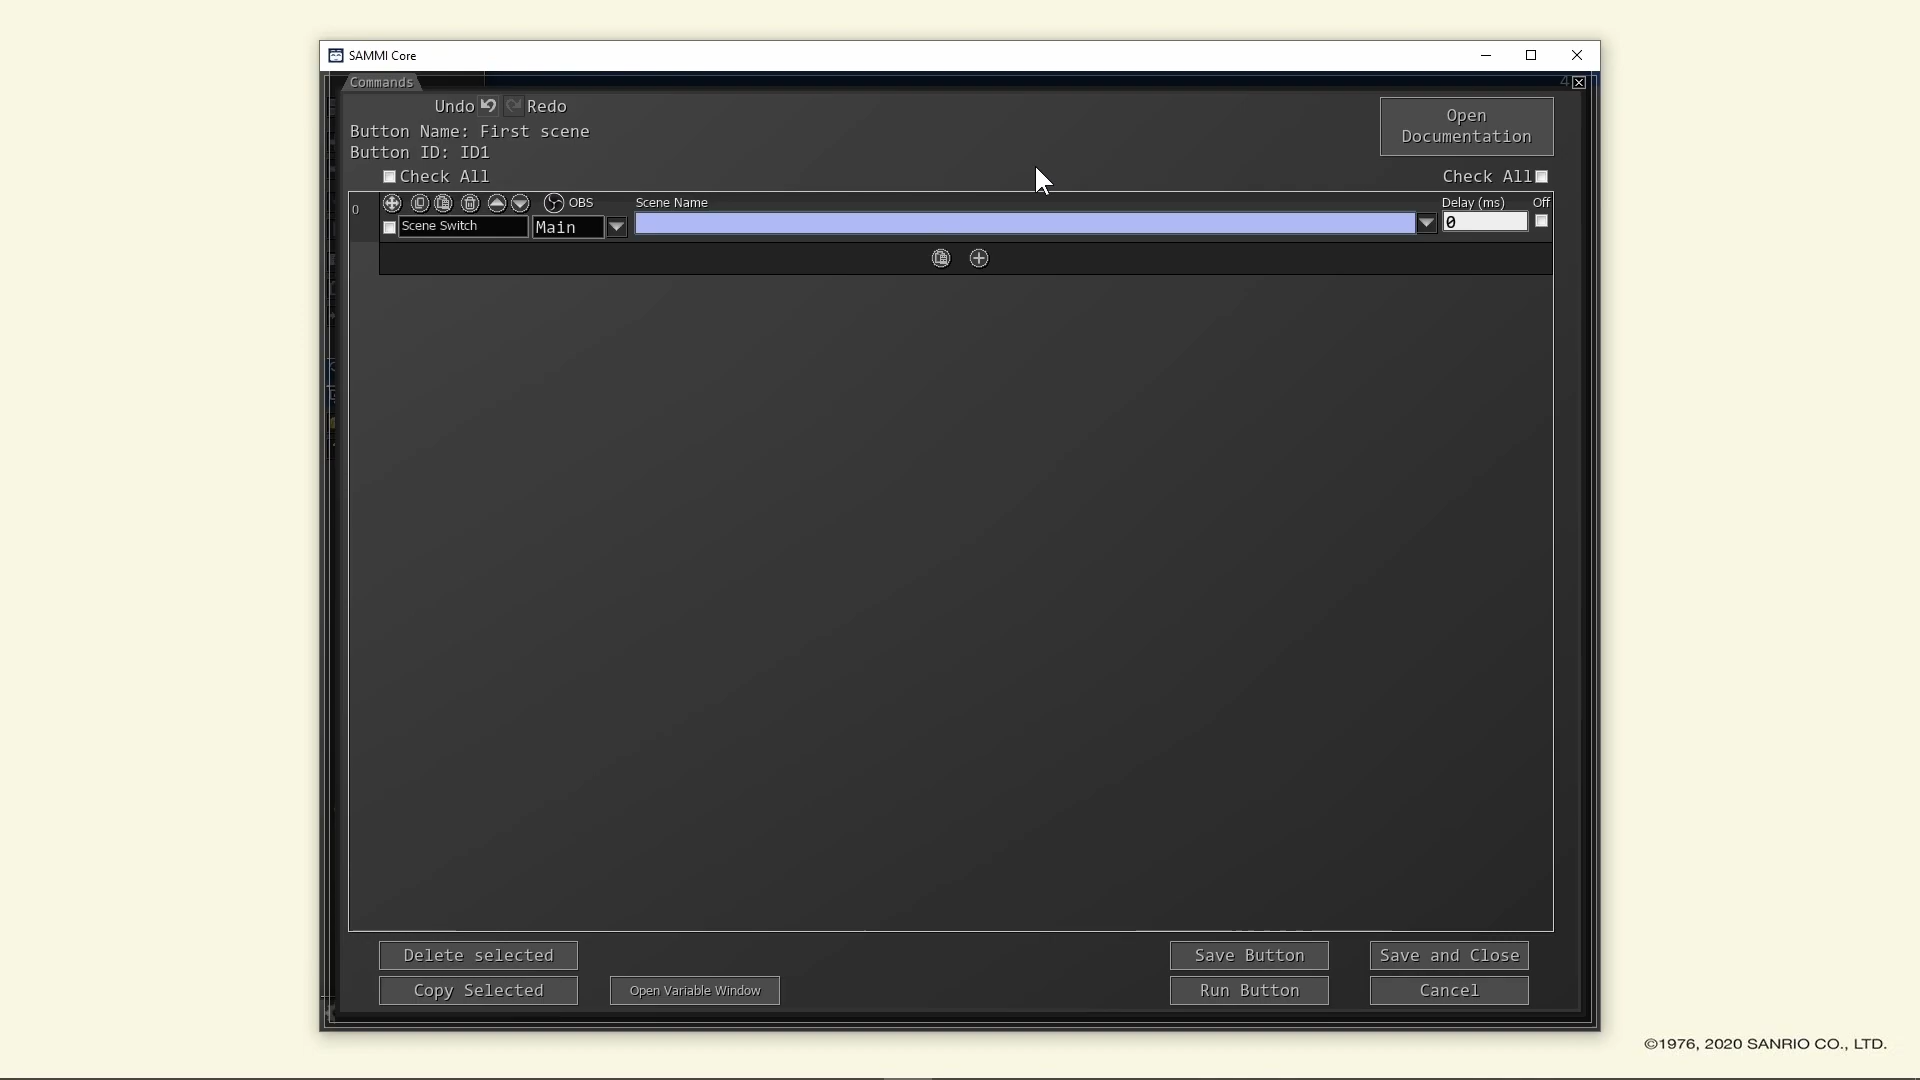 SAMMI Core
Commands
4
Undo Redo
Button Name: First scene
Open
Documentation
Button ID: ID1
Check All
Check All
0
OBS
Scene Name
Delay (ms)
Off
Scene Switch
Main
0
Delete selected
Save Button
Save and Close
Copy Selected
Open Variable Window
Run Button
Cancel
©1976, 2020 SANRIO CO., LTD.